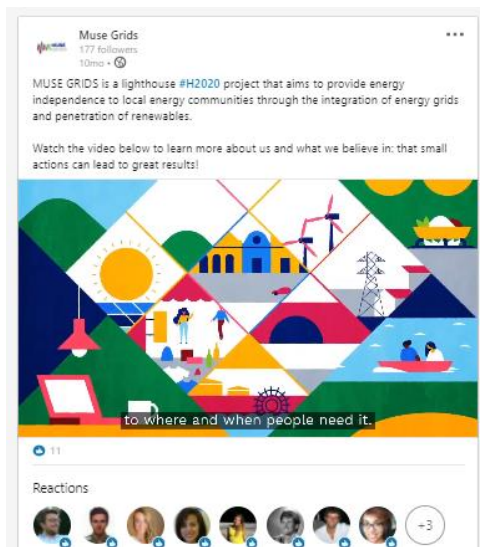 Muse Grids
177 followers
10mo •
MUSE GRIDS is a lighthouse #H2020 project that aims to provide energy
independence to local energy communities through the integration of energy grids
and penetration of renewables.
Watch the video below to learn more about us and what we believe in: that small
actions can lead to great results!
to where and when people need it.
11
Reactions
+3